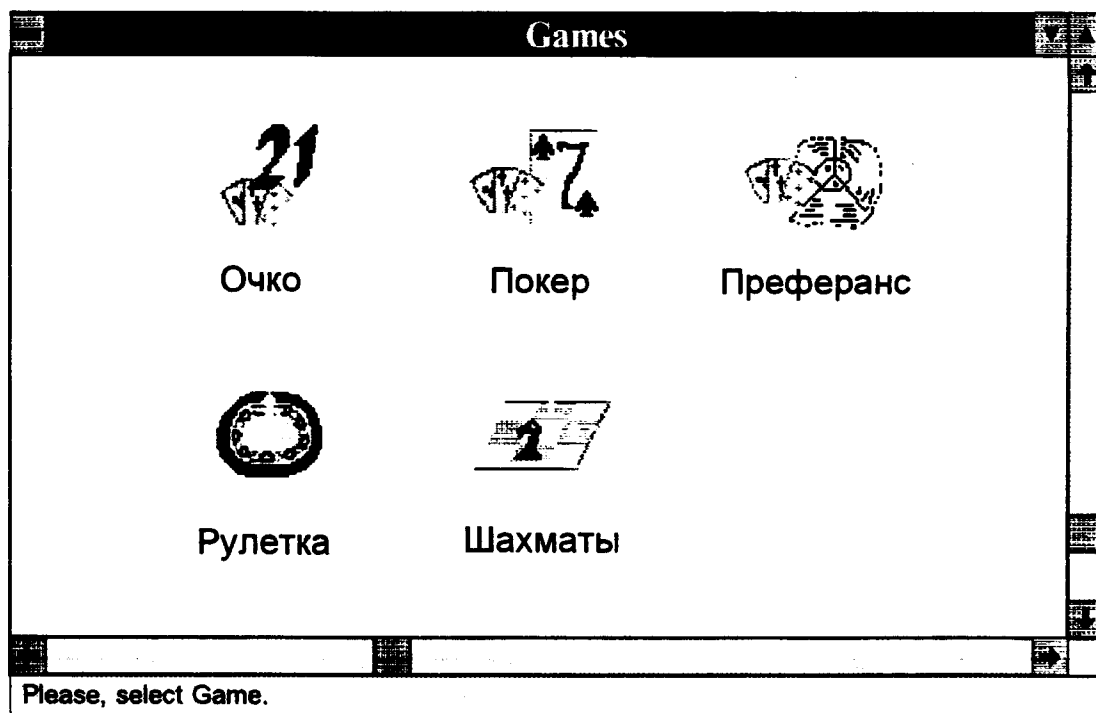 Games
21
7
Очко
Покер
Преферанс
Рулетка
Шахматы
Please, select Game.